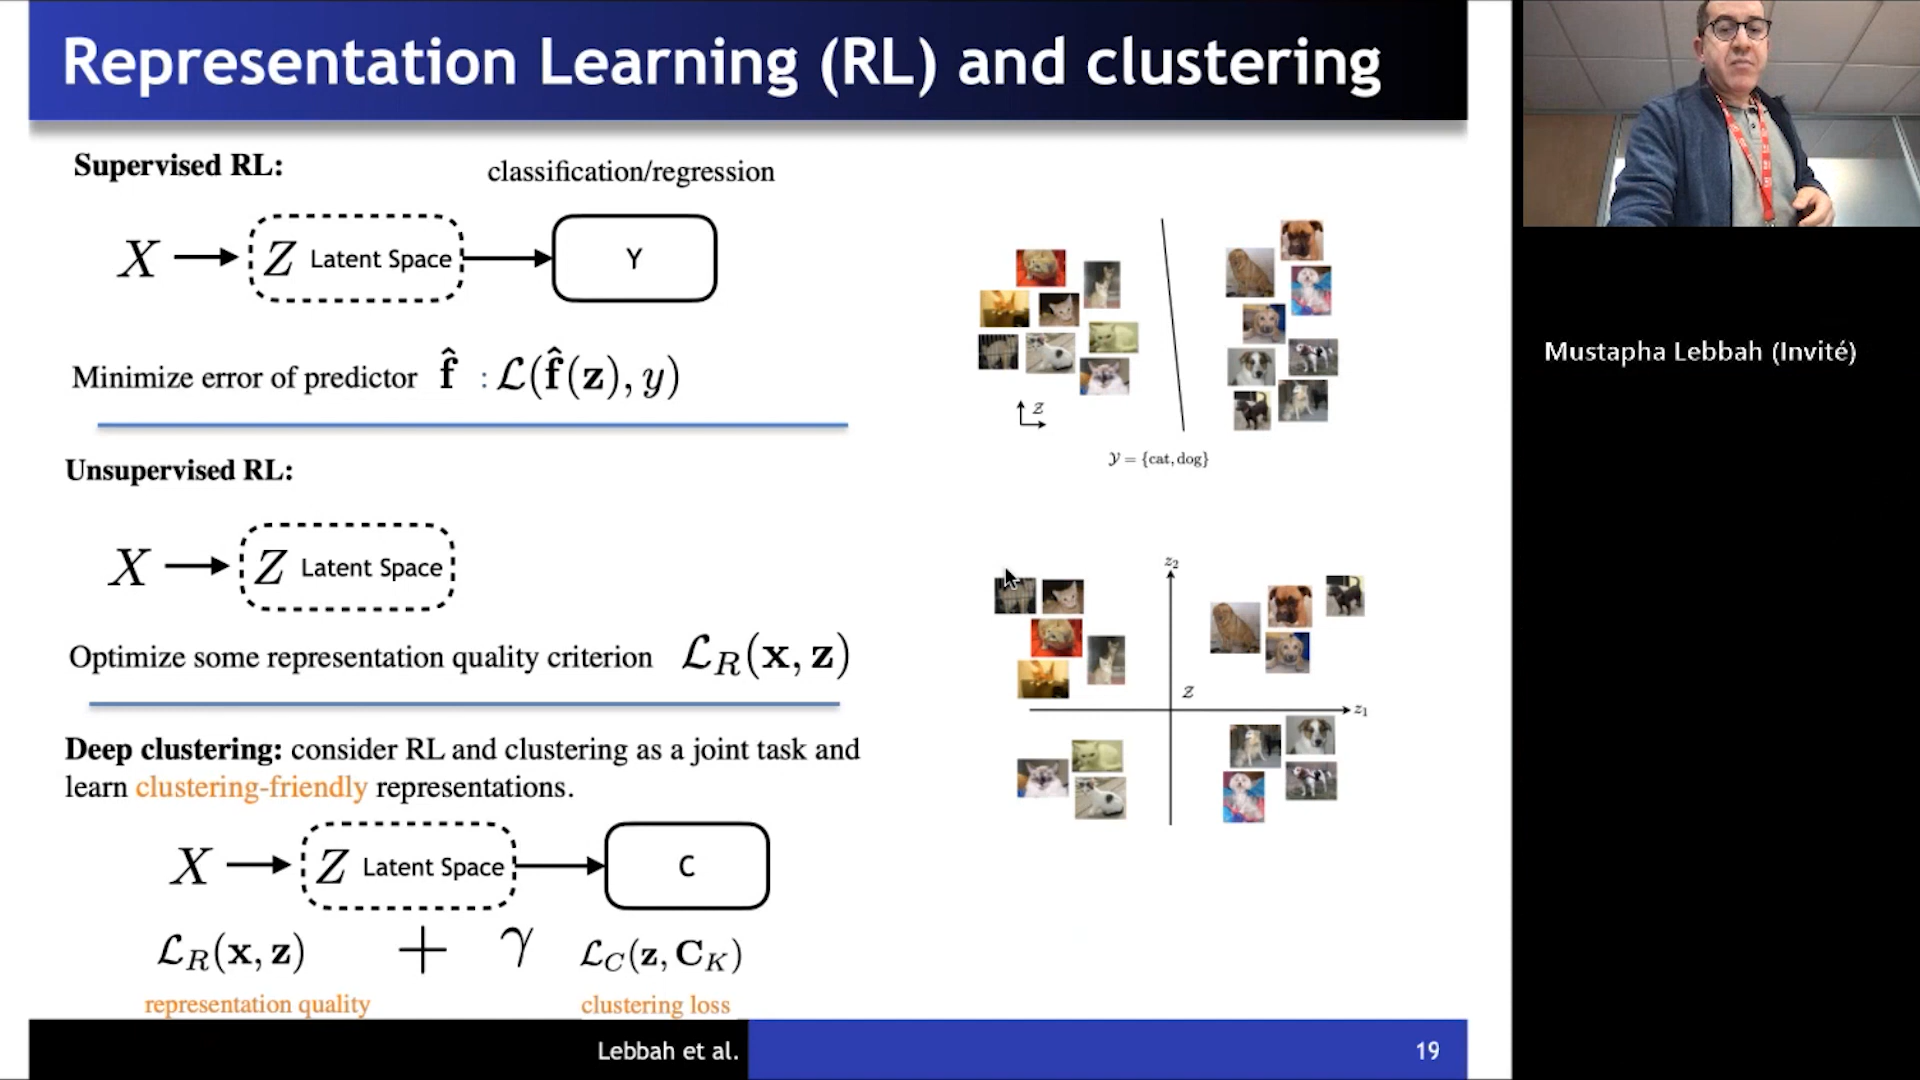 Representation Learning (RL) and clustering
Supervised RL:
classification/regression
X
Z Latent Space
Y
Minimize error of predictor f̂ : ℒ(f̂(z), y)
𝒵
𝒴 = {cat, dog}
Unsupervised RL:
X
Z Latent Space
Optimize some representation quality criterion ℒ_R(x, z)
z₂
𝒵
z₁
Deep clustering: consider RL and clustering as a joint task and
learn clustering-friendly representations.
X
Z Latent Space
C
ℒ_R(x, z) + γ ℒ_C(z, C_K)
representation quality
clustering loss
Lebbah et al.
19
Mustapha Lebbah (Invité)